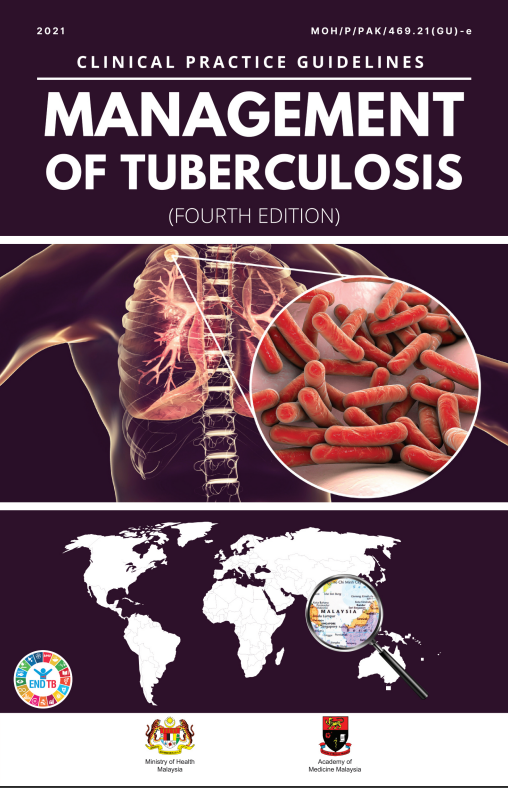 2021
MOH/P/PAK/469.21(GU)-e
CLINICAL PRACTICE GUIDELINES
MANAGEMENT
OF TUBERCULOSIS
(FOURTH EDITION)
MALAYSIA
END TB
Ministry of Health
Malaysia
Academy of
Medicine Malaysia